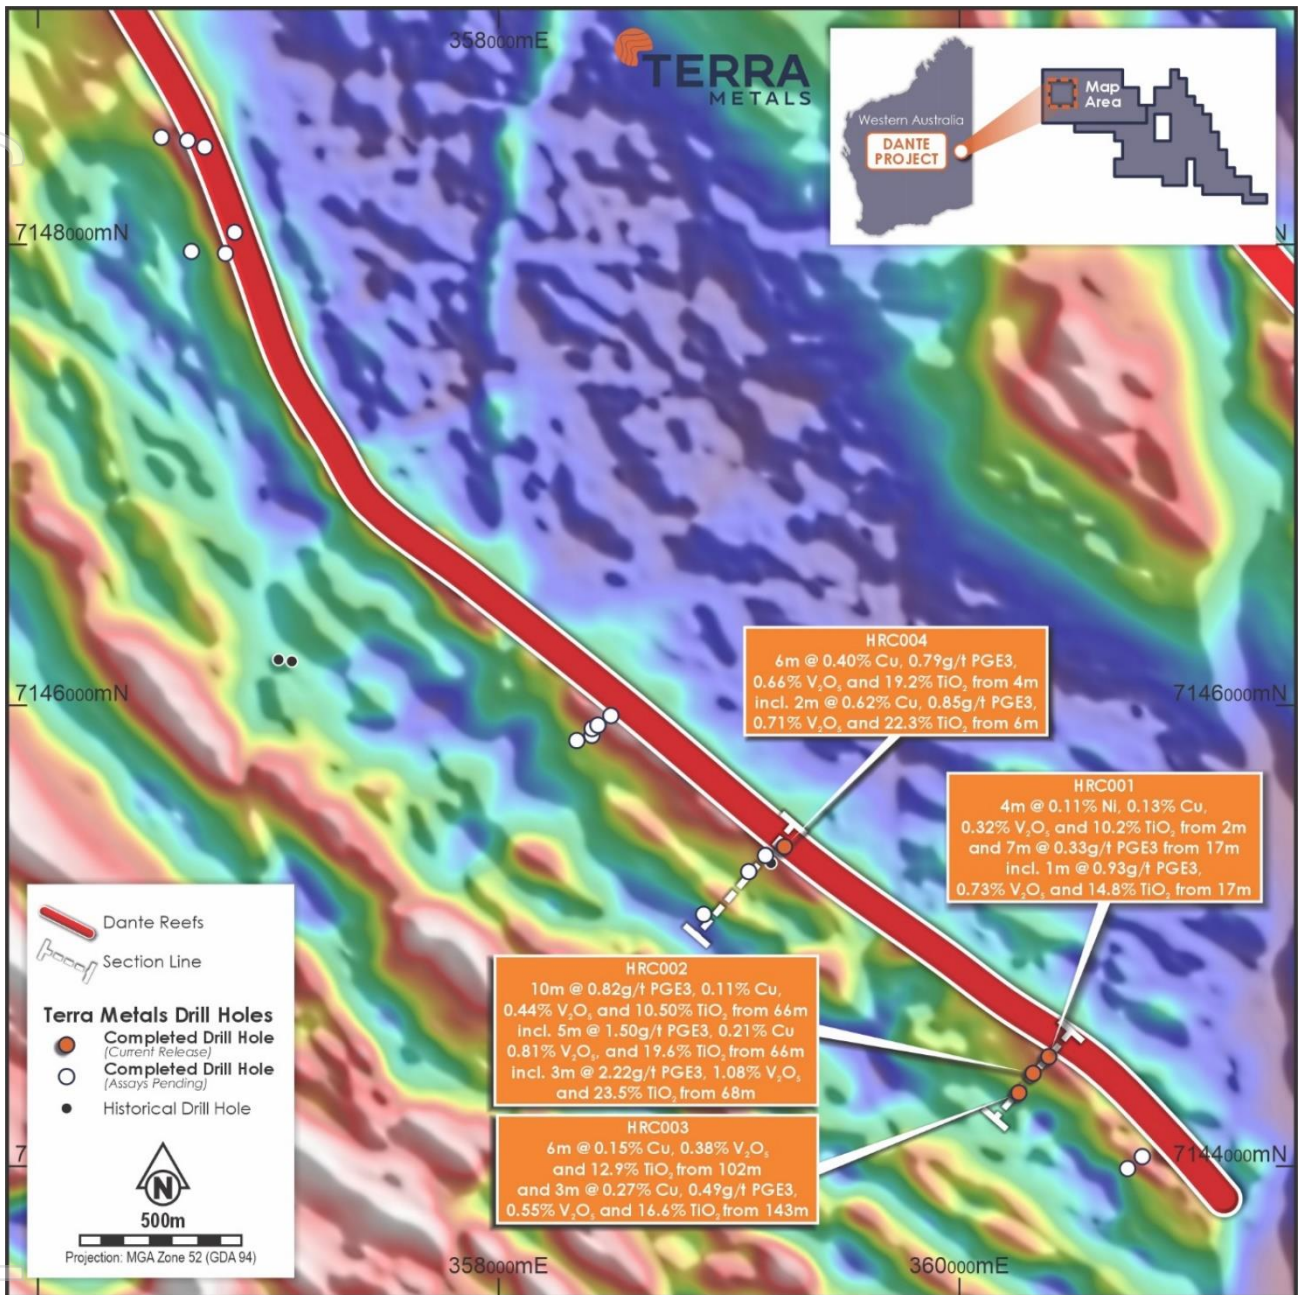 358000mE
TERRA
METALS
Western Australia
DANTE
PROJECT
Map
Area
7148000mN
N
HRC004
6m @ 0.40% Cu, 0.79g/t PGE3,
0.66% V₂O₅ and 19.2% TiO₂ from 4m
incl. 2m @ 0.62% Cu, 0.85g/t PGE3,
0.71% V₂O₅ and 22.3% TiO₂ from 6m
7146000mN
7146000mN
HRC001
4m @ 0.11% Ni, 0.13% Cu,
0.32% V₂O₅ and 10.2% TiO₂ from 2m
and 7m @ 0.33g/t PGE3 from 17m
incl. 1m @ 0.93g/t PGE3,
0.73% V₂O₅ and 14.8% TiO₂ from 17m
HRC002
10m @ 0.82g/t PGE3, 0.11% Cu,
0.44% V₂O₅ and 10.50% TiO₂ from 66m
incl. 5m @ 1.50g/t PGE3, 0.21% Cu
0.81% V₂O₅, and 19.6% TiO₂ from 66m
incl. 3m @ 2.22g/t PGE3, 1.08% V₂O₅
and 23.5% TiO₂ from 68m
HRC003
6m @ 0.15% Cu, 0.38% V₂O₅
and 12.9% TiO₂ from 102m
and 3m @ 0.27% Cu, 0.49g/t PGE3,
0.55% V₂O₅ and 16.6% TiO₂ from 143m
Dante Reefs
Section Line
Terra Metals Drill Holes
Completed Drill Hole
(Current Release)
Completed Drill Hole
(Assays Pending)
Historical Drill Hole
N
500m
Projection: MGA Zone 52 (GDA 94)
7
7144000mN
358000mE
360000mE